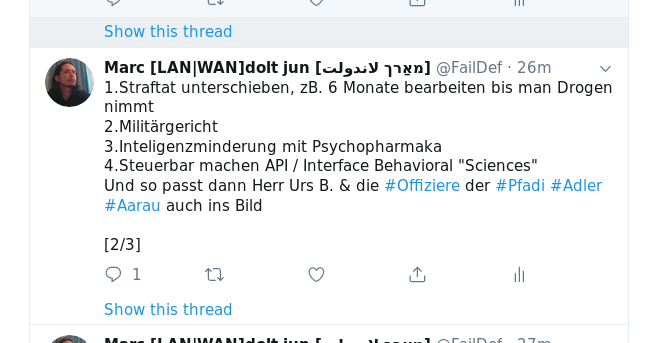 Show this thread
Marc [LAN|WAN]dolt jun [מאַרך لاندولت] @FailDef · 26m
1.Straftat unterschieben, zB. 6 Monate bearbeiten bis man Drogen
nimmt
2.Militärgericht
3.Inteligenzminderung mit Psychopharmaka
4.Steuerbar machen API / Interface Behavioral "Sciences"
Und so passt dann Herr Urs B. & die #Offiziere der #Pfadi #Adler
#Aarau auch ins Bild
[2/3]
1
Show this thread
Marc [LAN|WAN]dolt jun @FailDef · 27m